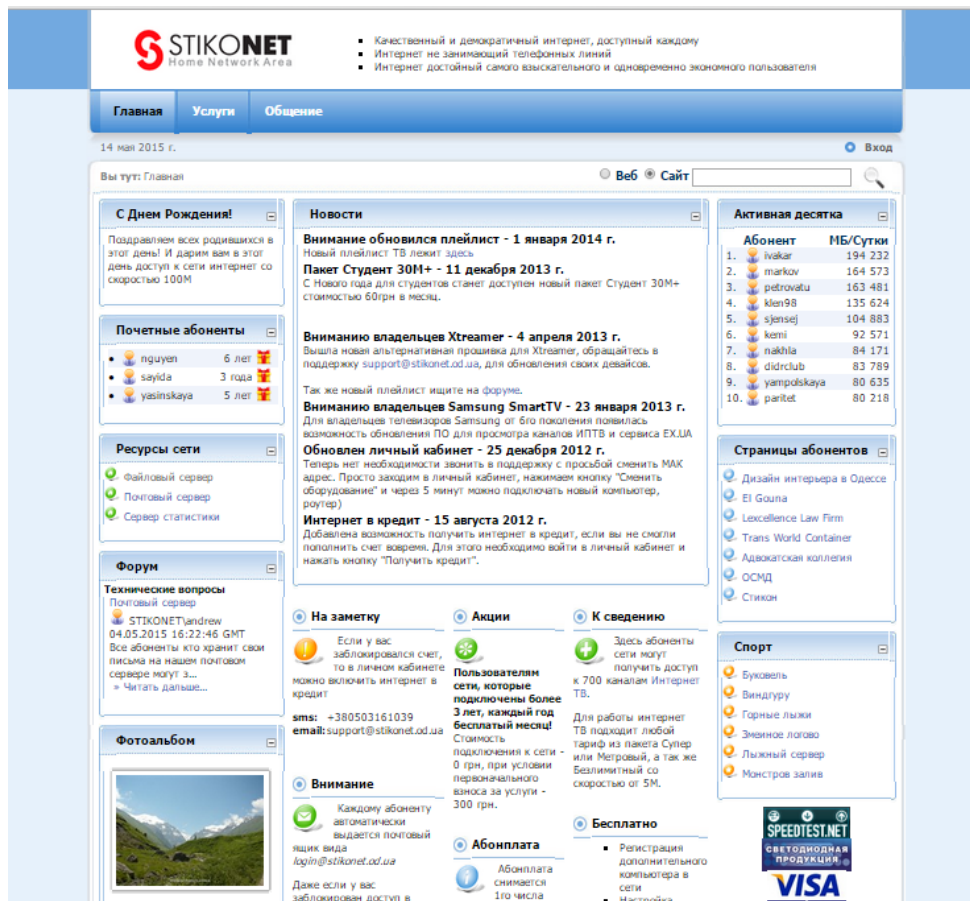 STIKONET
Home Network Area
Качественный и демократичный интернет, доступный каждому
Интернет не занимающий телефонных линий
Интернет достойный самого взыскательного и одновременно экономного пользователя
Главная Услуги Общение
14 мая 2015 г.
Вход
Вы тут: Главная
Веб Сайт
С Днем Рождения!
Поздравляем всех родившихся в
этот день! И дарим вам в этот
день доступ к сети интернет со
скоростью 100М
Почетные абоненты
nguyen 6 лет
sayida 3 года
yasinskaya 5 лет
Ресурсы сети
Файловый сервер
Почтовый сервер
Сервер статистики
Форум
Технические вопросы
Почтовый сервер
STIKONET\andrew
04.05.2015 16:22:46 GMT
Все абоненты кто хранит свои
письма на нашем почтовом
сервере могут з...
» Читать дальше...
Фотоальбом
Новости
Внимание обновился плейлист - 1 января 2014 г.
Новый плейлист ТВ лежит здесь
Пакет Студент 30М+ - 11 декабря 2013 г.
С Нового года для студентов станет доступен новый пакет Студент 30М+
стоимостью 60грн в месяц.
Вниманию владельцев Xtreamer - 4 апреля 2013 г.
Вышла новая альтернативная прошивка для Xtreamer, обращайтесь в
поддержку support@stikonet.od.ua, для обновления своих девайсов.
Так же новый плейлист ищите на форуме.
Вниманию владельцев Samsung SmartTV - 23 января 2013 г.
Для владельцев телевизоров Samsung от 6го поколения появилась
возможность обновления ПО для просмотра каналов ИПТВ и сервиса EX.UA
Обновлен личный кабинет - 25 декабря 2012 г.
Теперь нет необходимости звонить в поддержку с просьбой сменить МАК
адрес. Просто заходим в личный кабинет, нажимаем кнопку "Сменить
оборудование" и через 5 минут можно подключать новый компьютер,
роутер)
Интернет в кредит - 15 августа 2012 г.
Добавлена возможность получить интернет в кредит, если вы не смогли
пополнить счет вовремя. Для этого необходимо войти в личный кабинет и
нажать кнопку "Получить кредит".
На заметку
Если у вас
заблокировался счет,
то в личном кабинете
можно включить интернет в
кредит
sms: +380503161039
email: support@stikonet.od.ua
Внимание
Каждому абоненту
автоматически
выдается почтовый
ящик вида
login@stikonet.od.ua
Даже если у вас
заблокирован доступ в
Акции
Пользователям
сети, которые
подключены более
3 лет, каждый год
бесплатный месяц!
Стоимость
подключения к сети -
0 грн, при условии
первоначального
взноса за услуги -
300 грн.
Абонплата
Абонплата
снимается
1го числа
К сведению
Здесь абоненты
сети могут
получить доступ
к 700 каналам Интернет
ТВ.
Для работы интернет
ТВ подходит любой
тариф из пакета Супер
или Метровый, а так же
Безлимитный со
скоростью от 5М.
Бесплатно
Регистрация
дополнительного
компьютера в
сети
Настройка
Активная десятка
Абонент МБ/Сутки
1. ivakar 194 232
2. markov 164 573
3. petrovatu 163 481
4. klen98 135 624
5. sjensej 104 883
6. kemi 92 571
7. nakhla 84 171
8. didrclub 83 789
9. yampolskaya 80 635
10. paritet 80 218
Страницы абонентов
Дизайн интерьера в Одессе
El Gouna
Lexcellence Law Firm
Trans World Container
Адвокатская коллегия
ОСМД
Стикон
Спорт
Буковель
Виндгуру
Горные лыжи
Змеиное логово
Лыжный сервер
Монстров залив
SPEEDTEST.NET
СВЕТОДИОДНАЯ
ПРОДУКЦИЯ
VISA